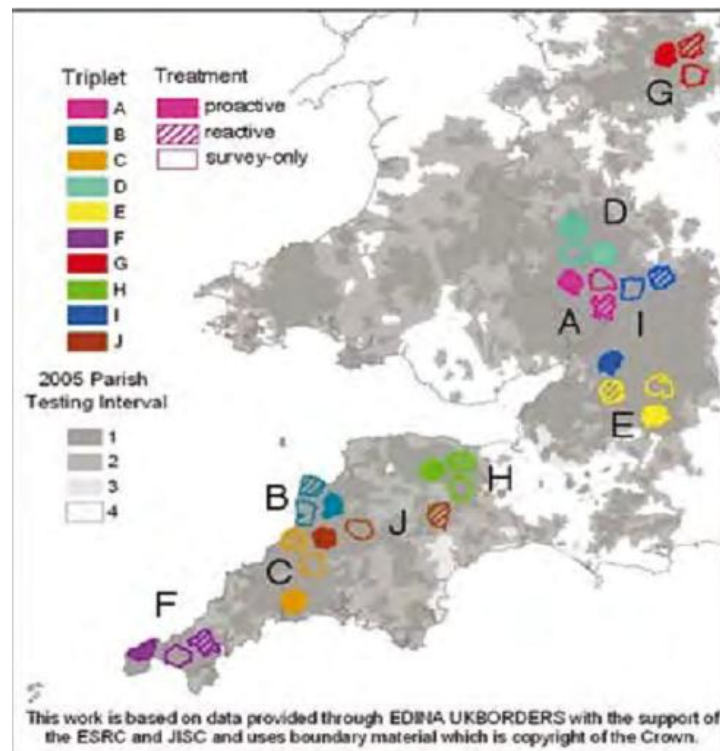 Triplet
Treatment
A
B
C
D
E
F
G
H
I
J
proactive
reactive
survey-only
2005 Parish
Testing Interval
1
2
3
4
G
D
A
I
E
H
B
J
C
F
This work is based on data provided through EDINA UKBORDERS with the support of
the ESRC and JISC and uses boundary material which is copyright of the Crown.